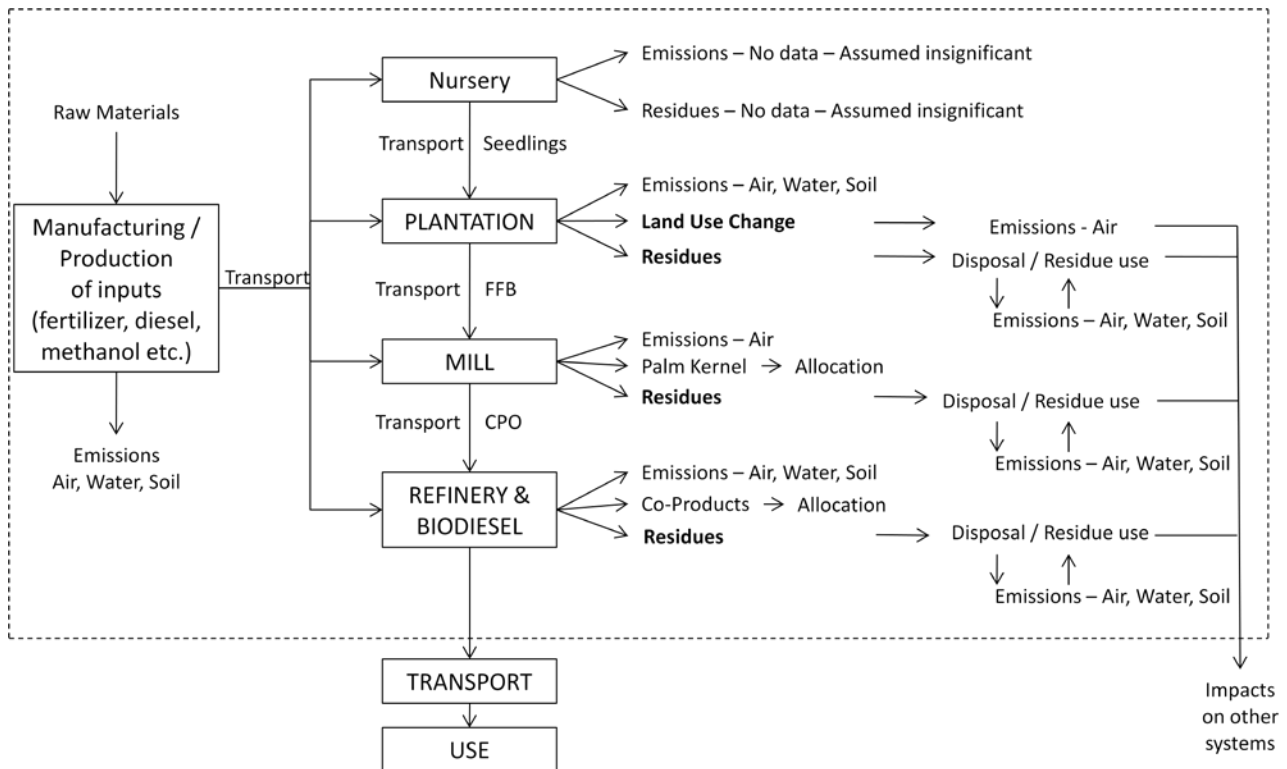 Raw Materials
Manufacturing /
Production
of inputs
(fertilizer, diesel,
methanol etc.)
Emissions
Air, Water, Soil
Transport
Nursery
Emissions – No data – Assumed insignificant
Residues – No data – Assumed insignificant
Transport Seedlings
PLANTATION
Emissions – Air, Water, Soil
Land Use Change
Emissions - Air
Residues
Disposal / Residue use
Emissions – Air, Water, Soil
Transport FFB
MILL
Emissions – Air
Palm Kernel
Allocation
Residues
Disposal / Residue use
Emissions – Air, Water, Soil
Transport CPO
REFINERY &
BIODIESEL
Emissions – Air, Water, Soil
Co-Products
Allocation
Residues
Disposal / Residue use
Emissions – Air, Water, Soil
TRANSPORT
USE
Impacts
on other
systems